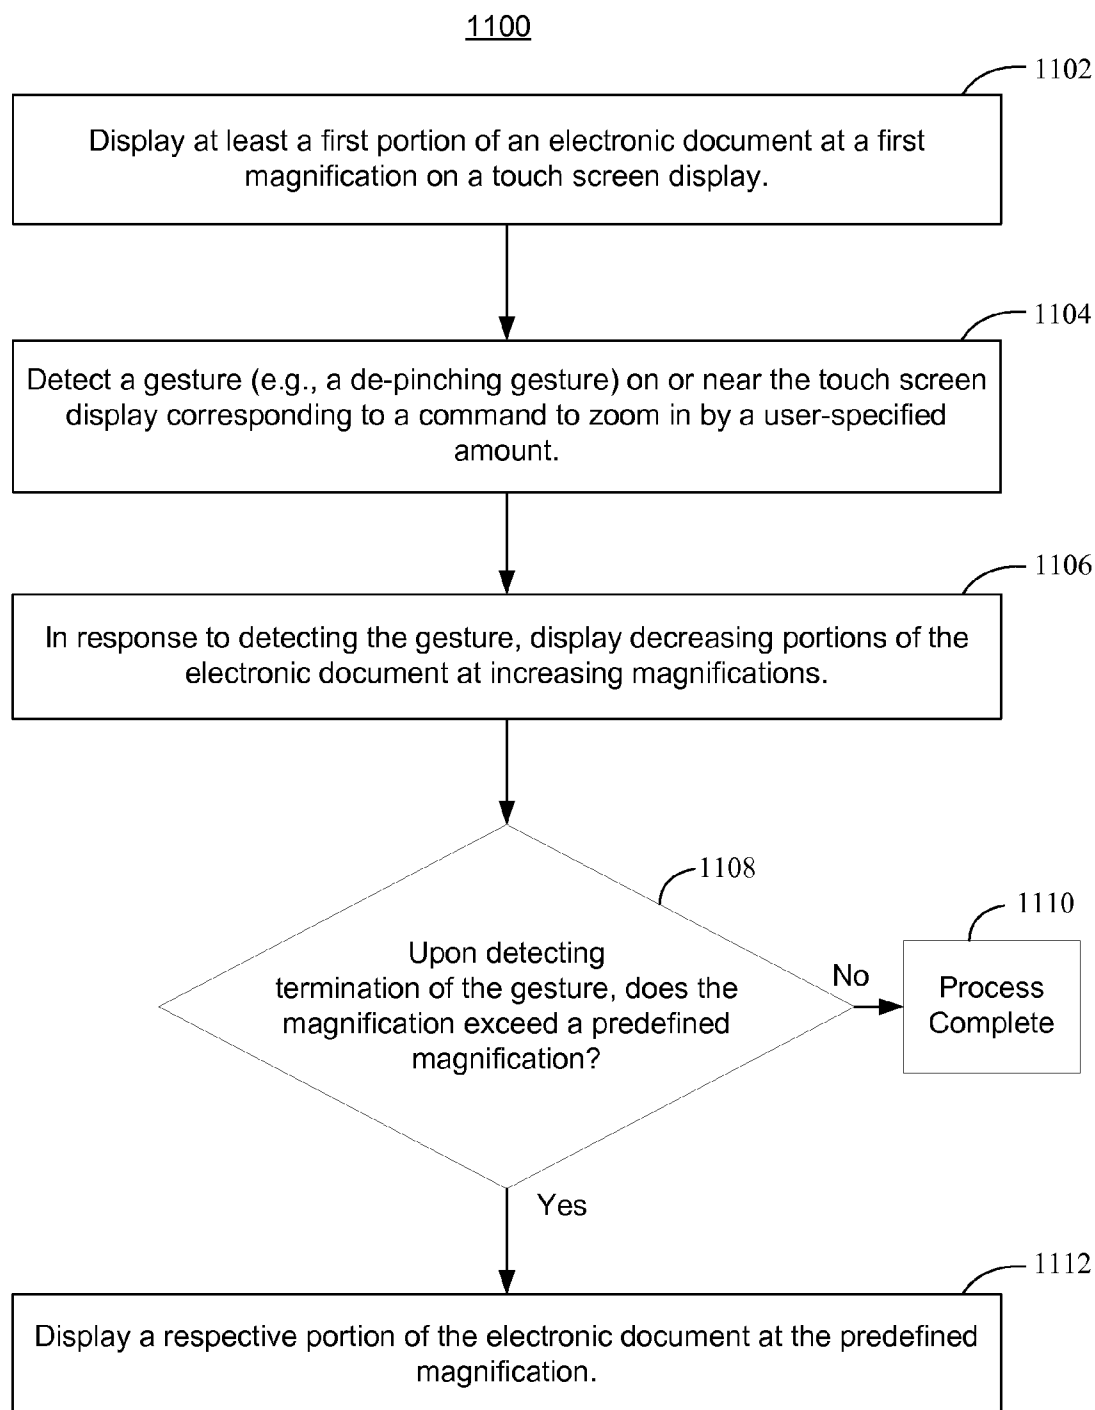 1100
1102
Display at least a first portion of an electronic document at a first
magnification on a touch screen display.
1104
Detect a gesture (e.g., a de-pinching gesture) on or near the touch screen
display corresponding to a command to zoom in by a user-specified
amount.
1106
In response to detecting the gesture, display decreasing portions of the
electronic document at increasing magnifications.
1108
Upon detecting
termination of the gesture, does the
magnification exceed a predefined
magnification?
No
1110
Process
Complete
Yes
1112
Display a respective portion of the electronic document at the predefined
magnification.